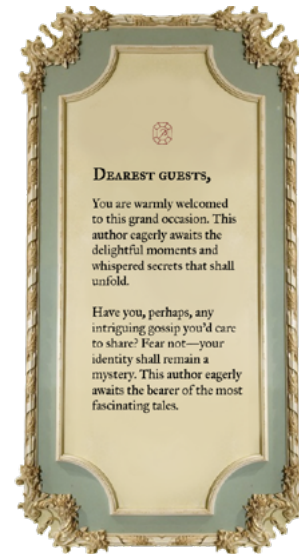 Dearest guests,
You are warmly welcomed
to this grand occasion. This
author eagerly awaits the
delightful moments and
whispered secrets that shall
unfold.
Have you, perhaps, any
intriguing gossip you'd care
to share? Fear not—your
identity shall remain a
mystery. This author eagerly
awaits the bearer of the most
fascinating tales.